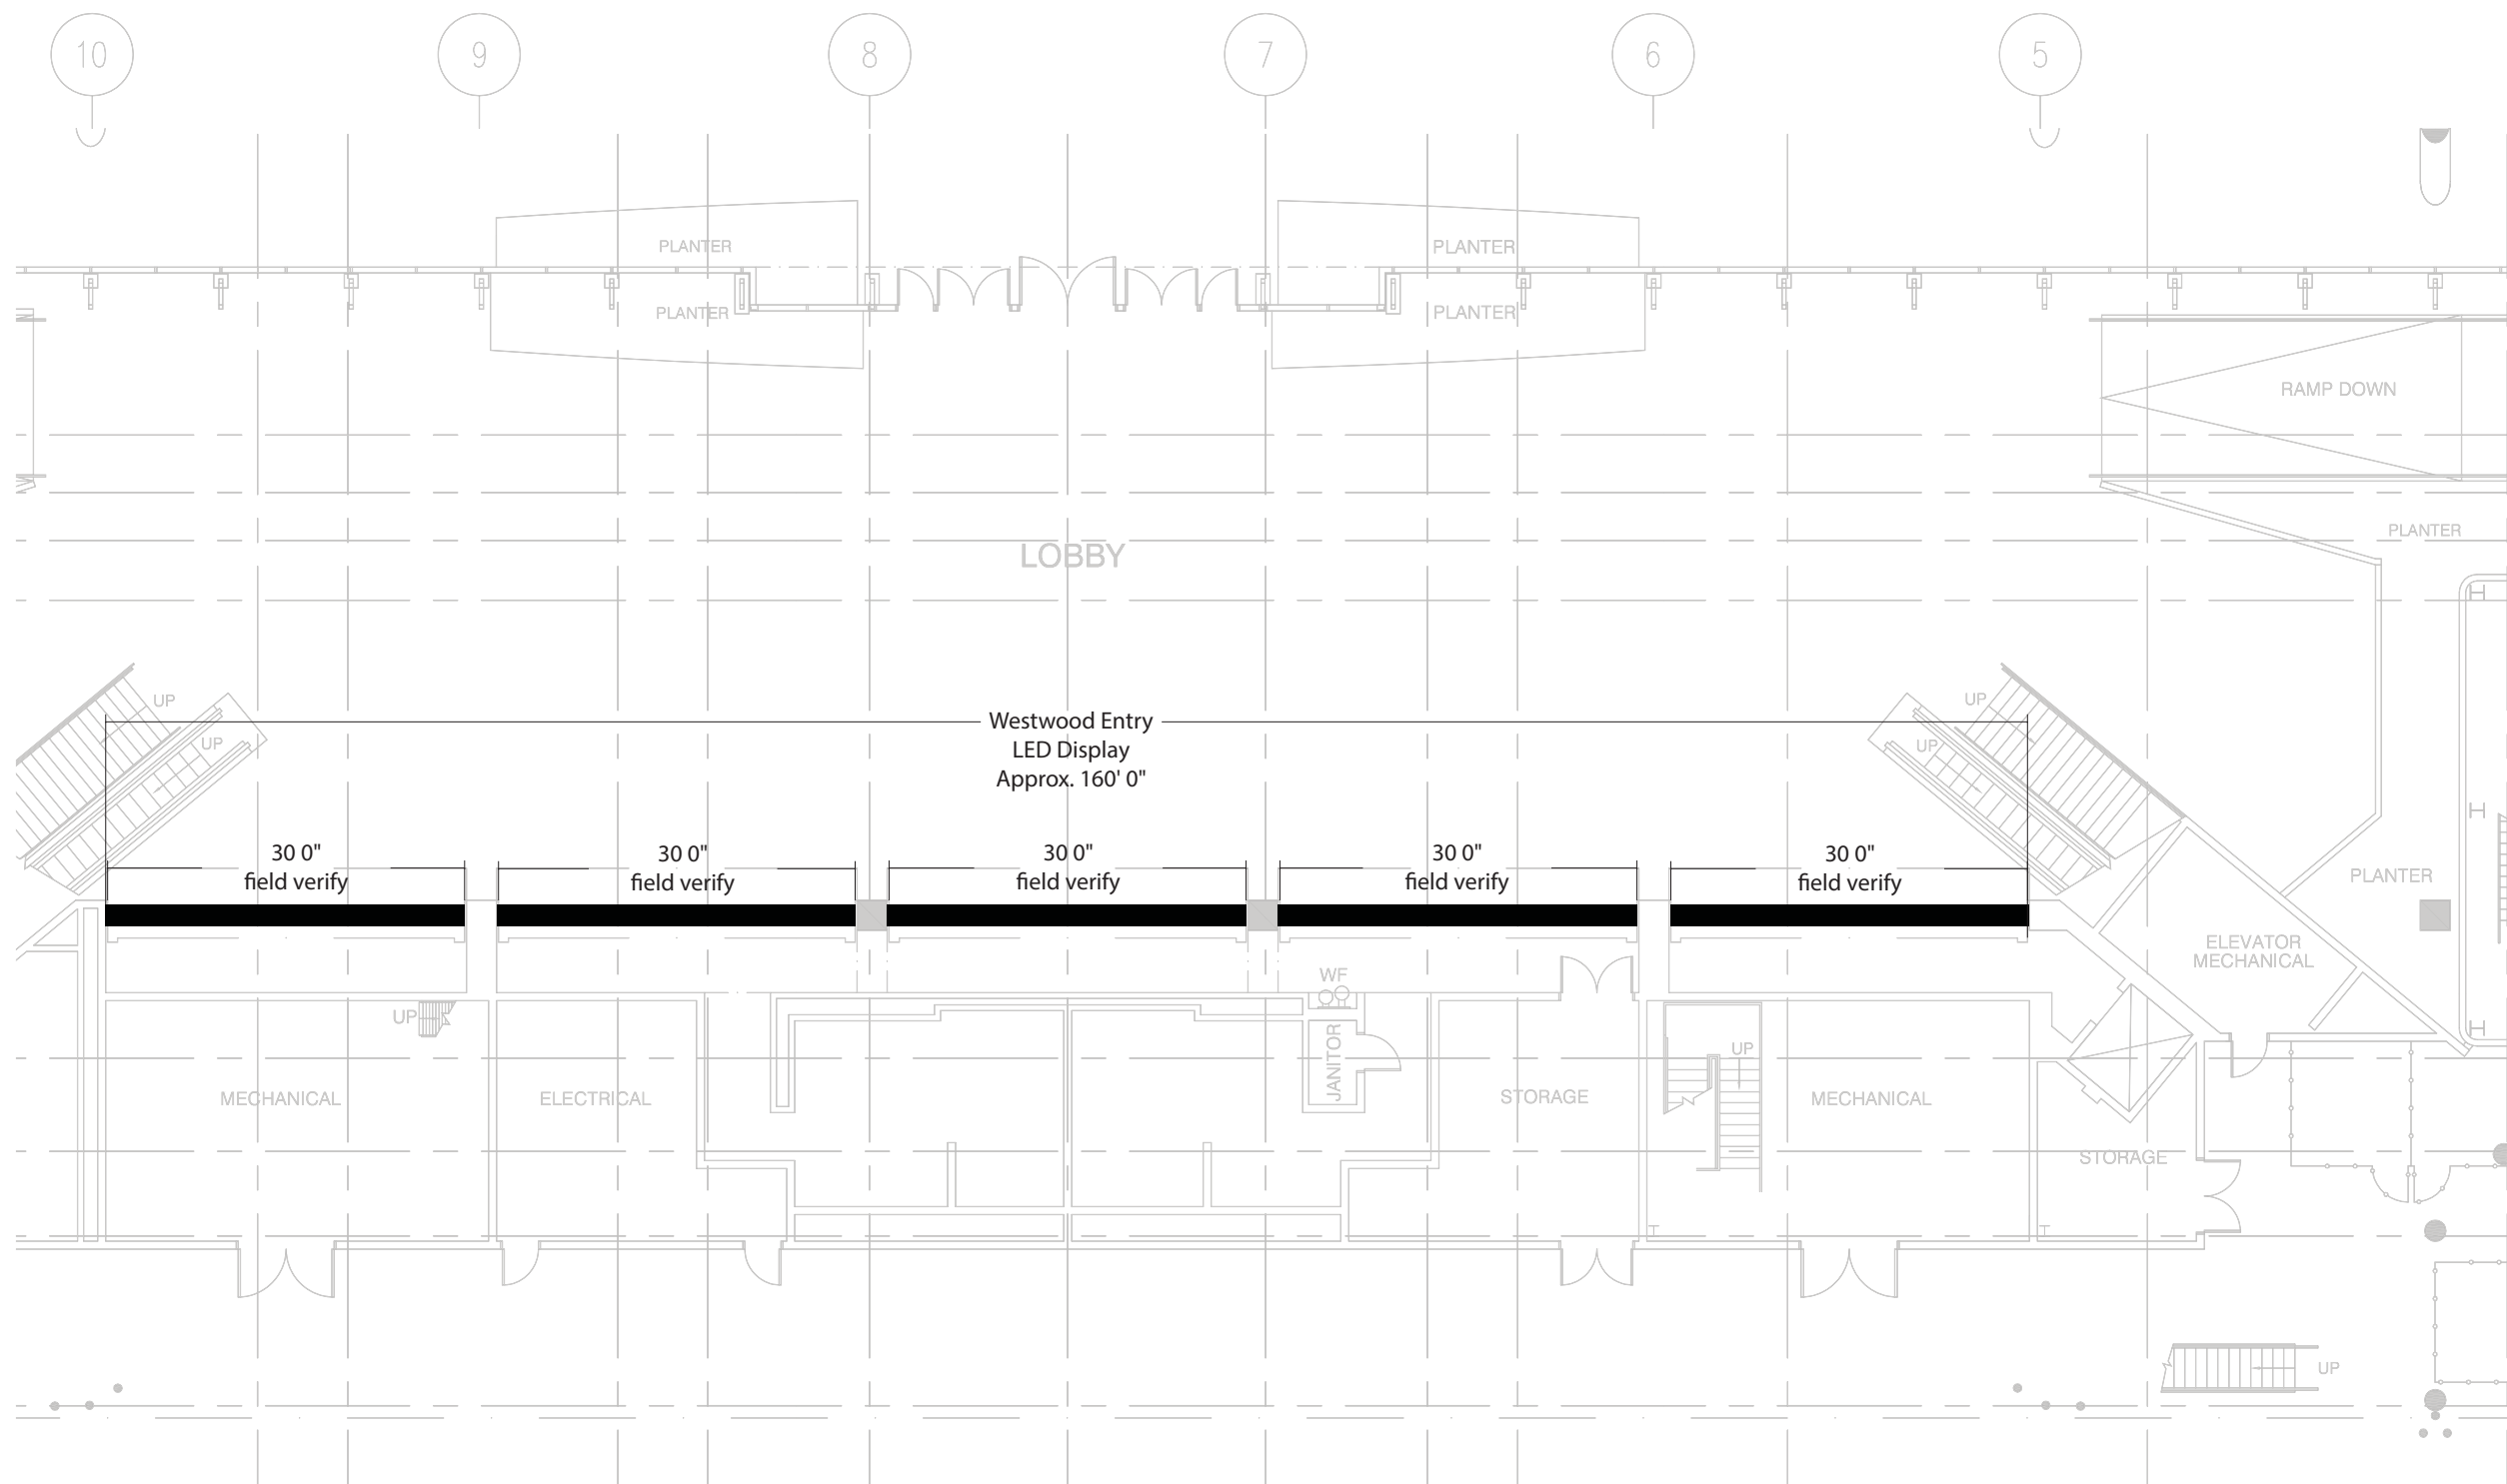 10
9
8
7
6
5
PLANTER
PLANTER
PLANTER
PLANTER
RAMP DOWN
PLANTER
LOBBY
UP
UP
UP
UP
Westwood Entry
LED Display
Approx. 160' 0"
30 0"
field verify
30 0"
field verify
30 0"
field verify
30 0"
field verify
30 0"
field verify
PLANTER
ELEVATOR
MECHANICAL
WF
UP
JANITOR
UP
MECHANICAL
ELECTRICAL
STORAGE
MECHANICAL
STORAGE
UP